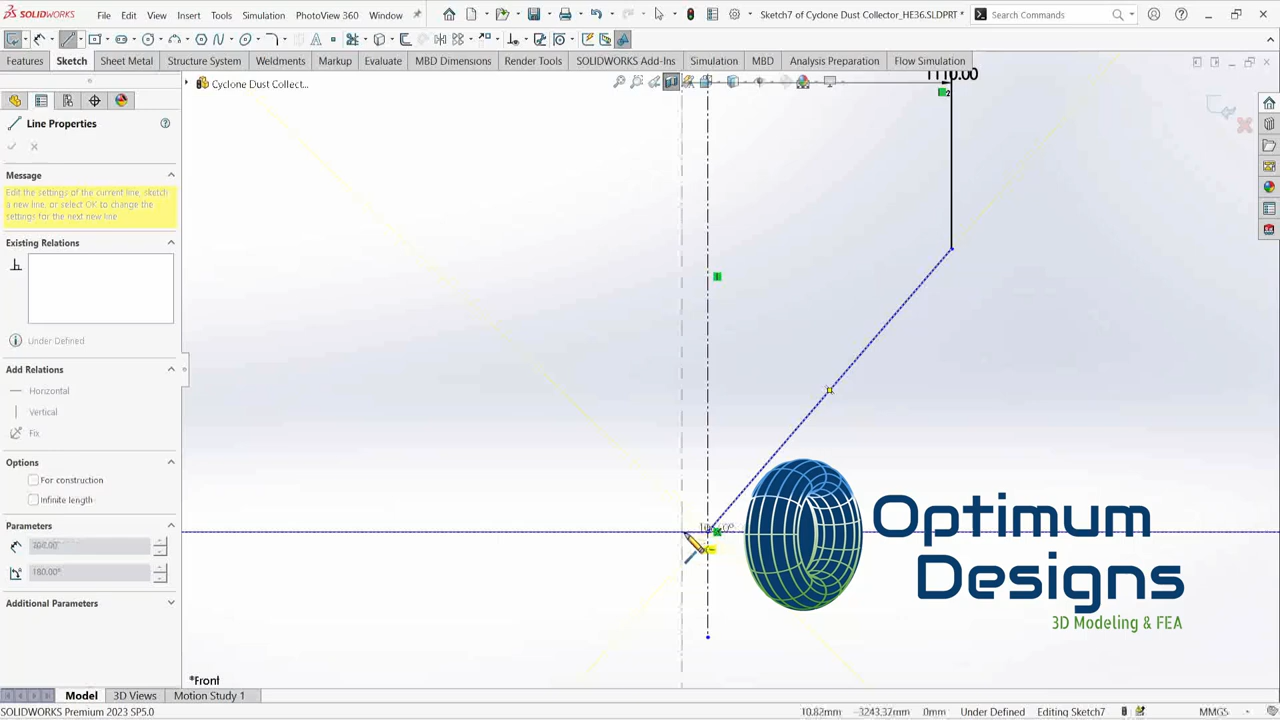 SOLIDWORKS
File
Edit
View
Insert
Tools
Simulation
PhotoView 360
Window
Sketch7 of Cyclone Dust Collector_HE36.SLDPRT *
Search Commands
Features
Sketch
Sheet Metal
Structure System
Weldments
Markup
Evaluate
MBD Dimensions
Render Tools
SOLIDWORKS Add-Ins
Simulation
MBD
Analysis Preparation
Flow Simulation
Cyclone Dust Collect...
1110.00
2
Line Properties
Message
Edit the settings of the current line, sketch
a new line, or select OK to change the
settings for the next new line
Existing Relations
Under Defined
Add Relations
Horizontal
Vertical
Fix
Options
For construction
Infinite length
Parameters
180.00°
Additional Parameters
Optimum
Designs
3D Modeling & FEA
*Front
Model
3D Views
Motion Study 1
SOLIDWORKS Premium 2023 SP5.0
10.82mm
-3243.37mm
0mm
Under Defined
Editing Sketch7
MMGS